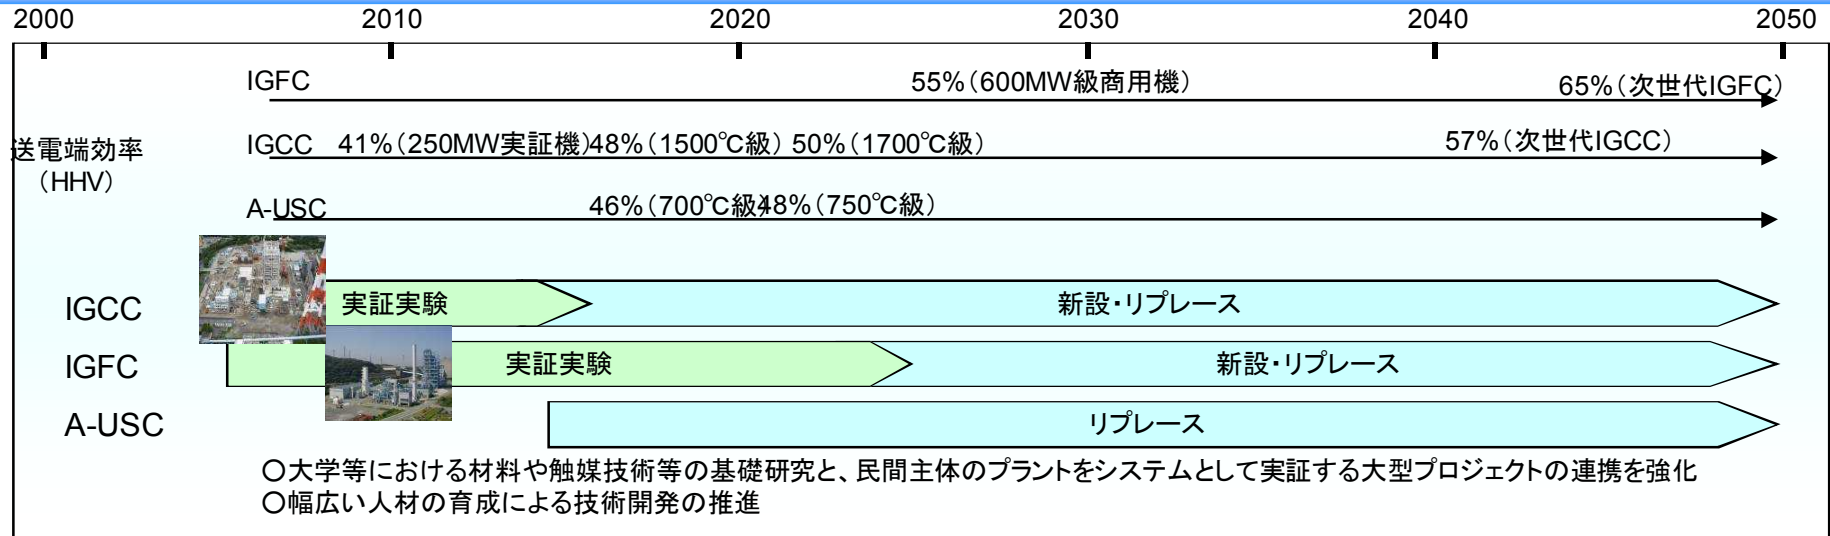 2000 2010 2020 2030 2040 2050
IGFC 55%（600MW級商用機） 65%（次世代IGFC）
送電端効率
（HHV）
IGCC 41%（250MW実証機）48%（1500℃級） 50%（1700℃級） 57%（次世代IGCC）
A-USC 46%（700℃級）48%（750℃級）
IGCC 実証実験 新設・リプレース
IGFC 実証実験 新設・リプレース
A-USC リプレース
○大学等における材料や触媒技術等の基礎研究と、民間主体のプラントをシステムとして実証する大型プロジェクトの連携を強化
○幅広い人材の育成による技術開発の推進